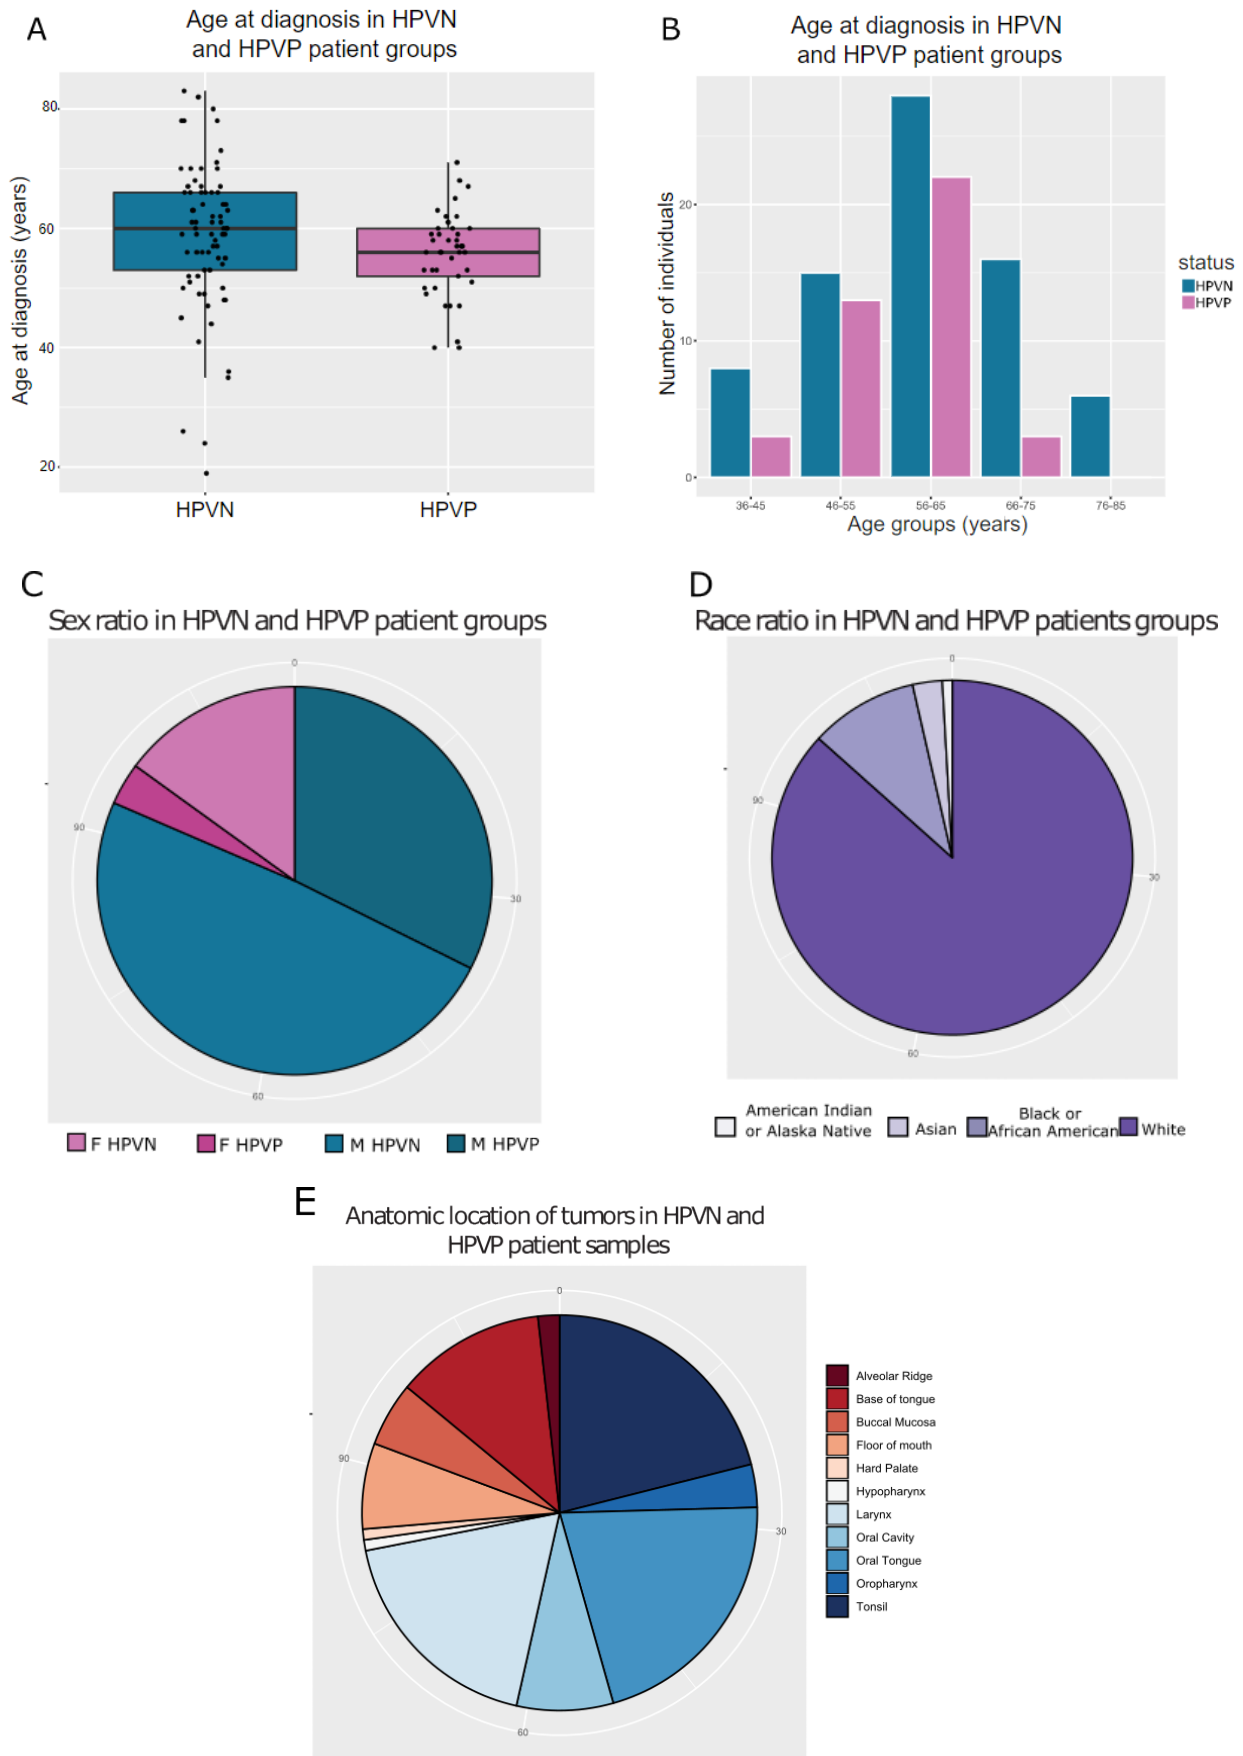 A
Age at diagnosis in HPVN
and HPVP patient groups
Age at diagnosis (years)
80
60
40
20
HPVN
HPVP
B
Age at diagnosis in HPVN
and HPVP patient groups
Number of individuals
20
10
0
36-45
46-55
56-65
66-75
76-85
Age groups (years)
status
HPVN
HPVP
C
Sex ratio in HPVN and HPVP patient groups
0
30
60
90
F HPVN
F HPVP
M HPVN
M HPVP
D
Race ratio in HPVN and HPVP patients groups
0
30
60
90
American Indian
or Alaska Native
Asian
Black or
African American
White
E
Anatomic location of tumors in HPVN and
HPVP patient samples
0
30
60
90
Alveolar Ridge
Base of tongue
Buccal Mucosa
Floor of mouth
Hard Palate
Hypopharynx
Larynx
Oral Cavity
Oral Tongue
Oropharynx
Tonsil